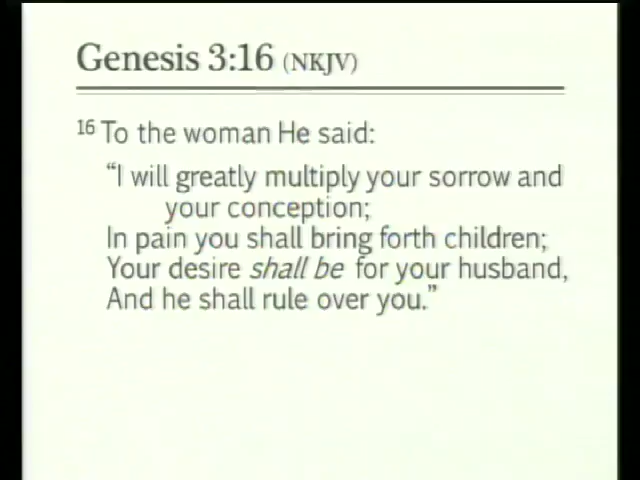 Genesis 3:16 (NKJV)
16 To the woman He said:
“I will greatly multiply your sorrow and
your conception;
In pain you shall bring forth children;
Your desire shall be for your husband,
And he shall rule over you.”